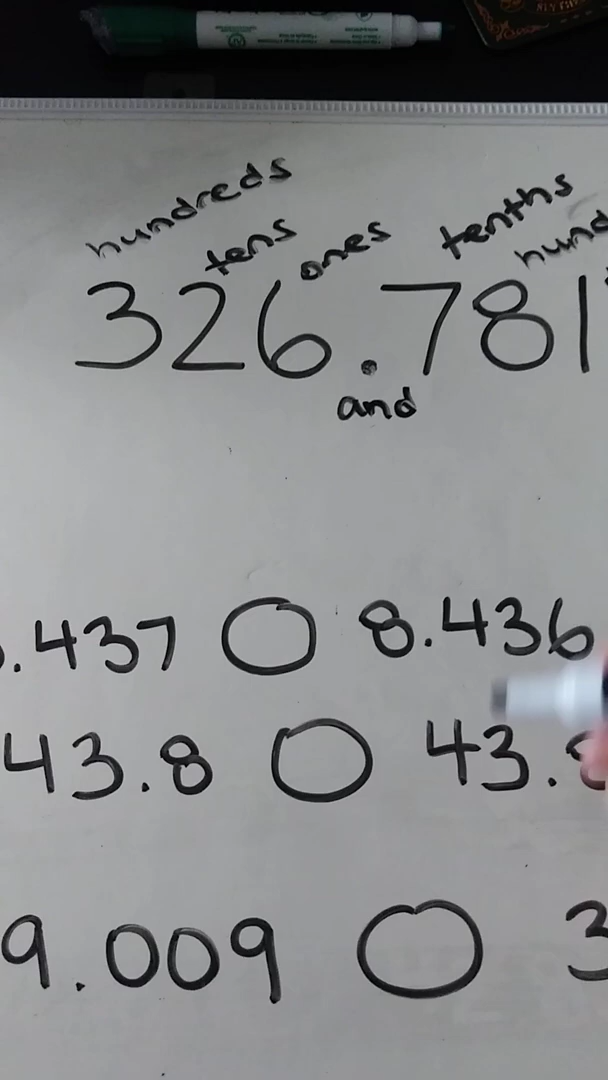 hundreds tens ones tenths
326.781
and
.437 8.436
43.8 43.
9.009 3